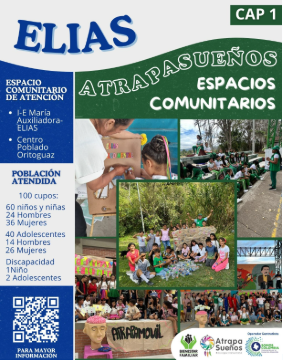 CAP 1
ELIAS
ATRAPASUEÑOS
ESPACIOS
COMUNITARIOS
ESPACIO
COMUNITARIO
DE ATENCIÓN
I-E María
Auxiliadora-
ELIAS
Centro
Poblado
Oritoguaz
POBLACIÓN
ATENDIDA
100 cupos:
60 niños y niñas
24 Hombres
36 Mujeres
40 Adolescentes
14 Hombres
26 Mujeres
Discapacidad
1Niño
2 Adolescentes
PARA MAYOR
INFORMACIÓN
BIENESTAR
FAMILIAR
Atrapa
Sueños